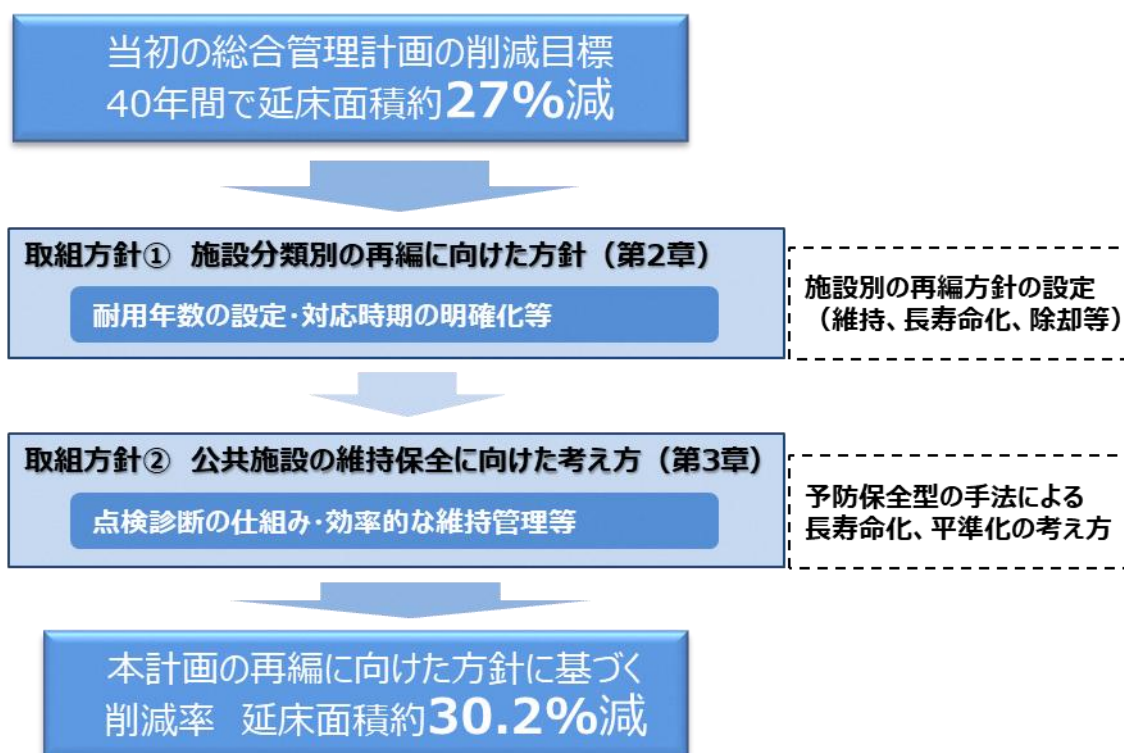 当初の総合管理計画の削減目標
40年間で延床面積約27%減
取組方針① 施設分類別の再編に向けた方針（第2章）
耐用年数の設定・対応時期の明確化等
施設別の再編方針の設定
（維持、長寿命化、除却等）
取組方針② 公共施設の維持保全に向けた考え方（第3章）
点検診断の仕組み・効率的な維持管理等
予防保全型の手法による
長寿命化、平準化の考え方
本計画の再編に向けた方針に基づく
削減率 延床面積約30.2%減